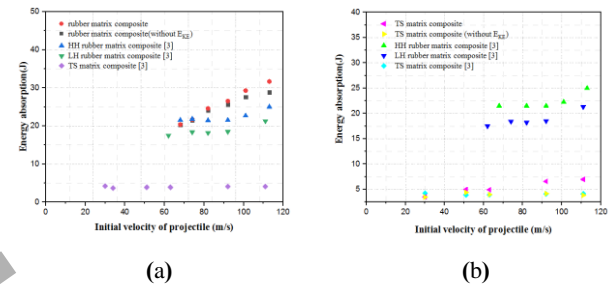 50
40
30
20
10
0
0 20 40 60 80 100 120
Energy absorption(J)
Initial velocity of projectile (m/s)
rubber matrix composite
rubber matrix composite(without E_KE)
HH rubber matrix composite [3]
LH rubber matrix composite [3]
TS matrix composite [3]
(a)
40
35
30
25
20
15
10
5
0 20 40 60 80 100 120
Energy absorption(J)
Initial velocity of projectile (m/s)
TS matrix composite
TS matrix composite (without E_KE)
HH rubber matrix composite [3]
LH rubber matrix composite [3]
TS matrix composite [3]
(b)